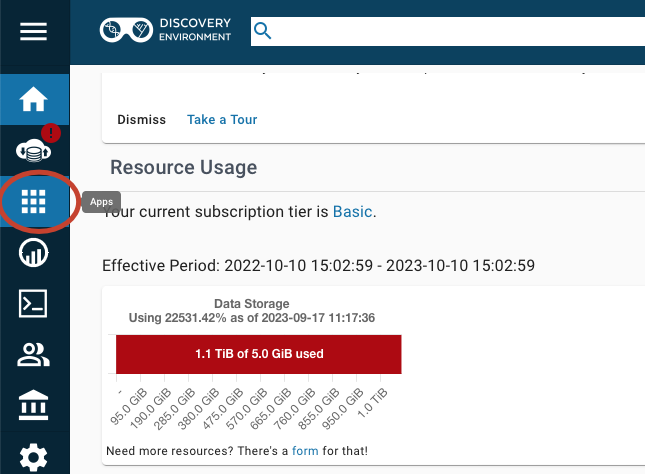 DISCOVERY
ENVIRONMENT
!
Dismiss Take a Tour
Resource Usage
Apps
Your current subscription tier is Basic.
Effective Period: 2022-10-10 15:02:59 - 2023-10-10 15:02:59
Data Storage
Using 22531.42% as of 2023-09-17 11:17:36
1.1 TiB of 5.0 GiB used
- 95.0 GiB 190.0 GiB 285.0 GiB 380.0 GiB 475.0 GiB 570.0 GiB 665.0 GiB 760.0 GiB 855.0 GiB 950.0 GiB 1.0 TiB
Need more resources? There's a form for that!